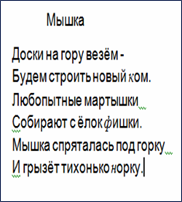 Мышка
Доски на гору везём -
Будем строить новый ком.
Любопытные мартышки
Собирают с ёлок фишки.
Мышка спряталась под горку
И грызёт тихонько норку.